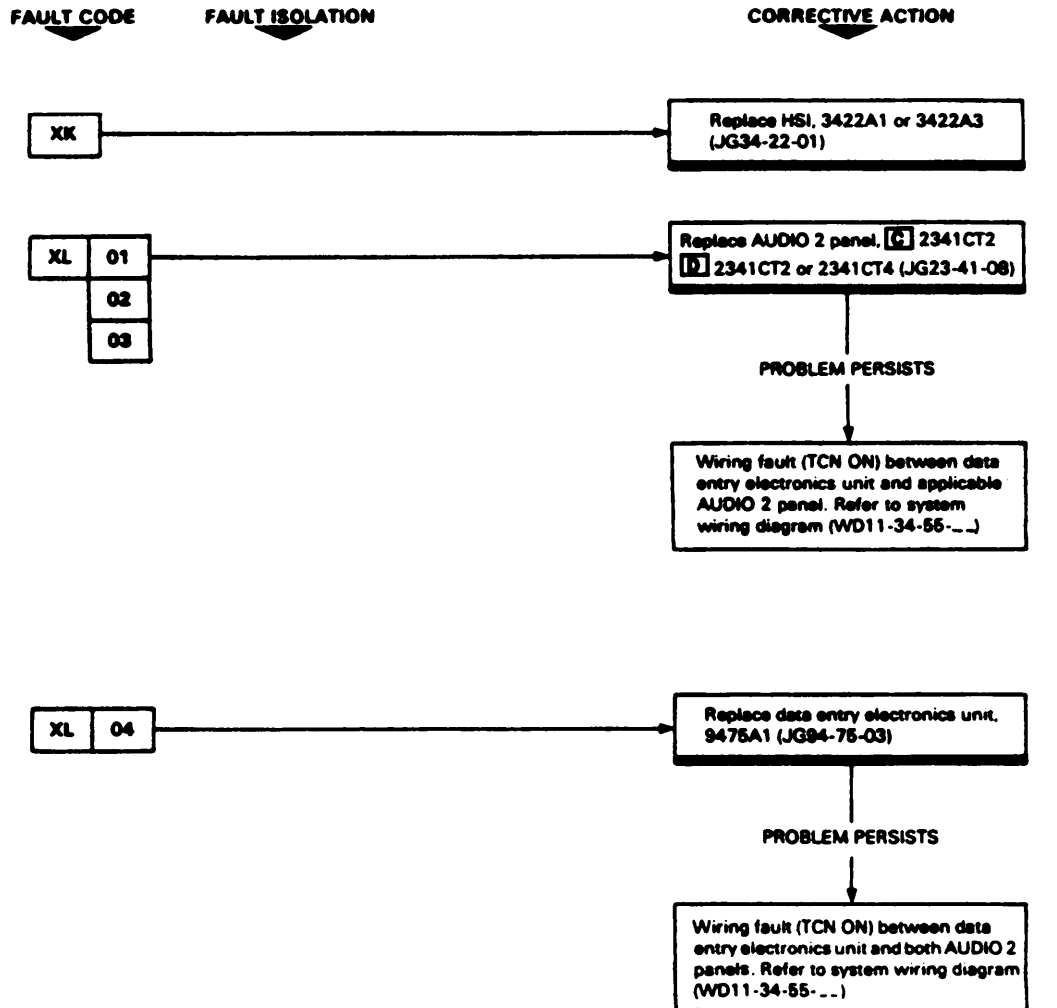 FAULT CODE FAULT ISOLATION CORRECTIVE ACTION
XK
Replace HSI, 3422A1 or 3422A3
(JG34-22-01)
XL 01
02
03
Replace AUDIO 2 panel, C 2341CT2
D 2341CT2 or 2341CT4 (JG23-41-08)
PROBLEM PERSISTS
Wiring fault (TCN ON) between data
entry electronics unit and applicable
AUDIO 2 panel. Refer to system
wiring diagram (WD11-34-55-__)
XL 04
Replace data entry electronics unit,
9475A1 (JG94-75-03)
PROBLEM PERSISTS
Wiring fault (TCN ON) between data
entry electronics unit and both AUDIO 2
panels. Refer to system wiring diagram
(WD11-34-55-__)